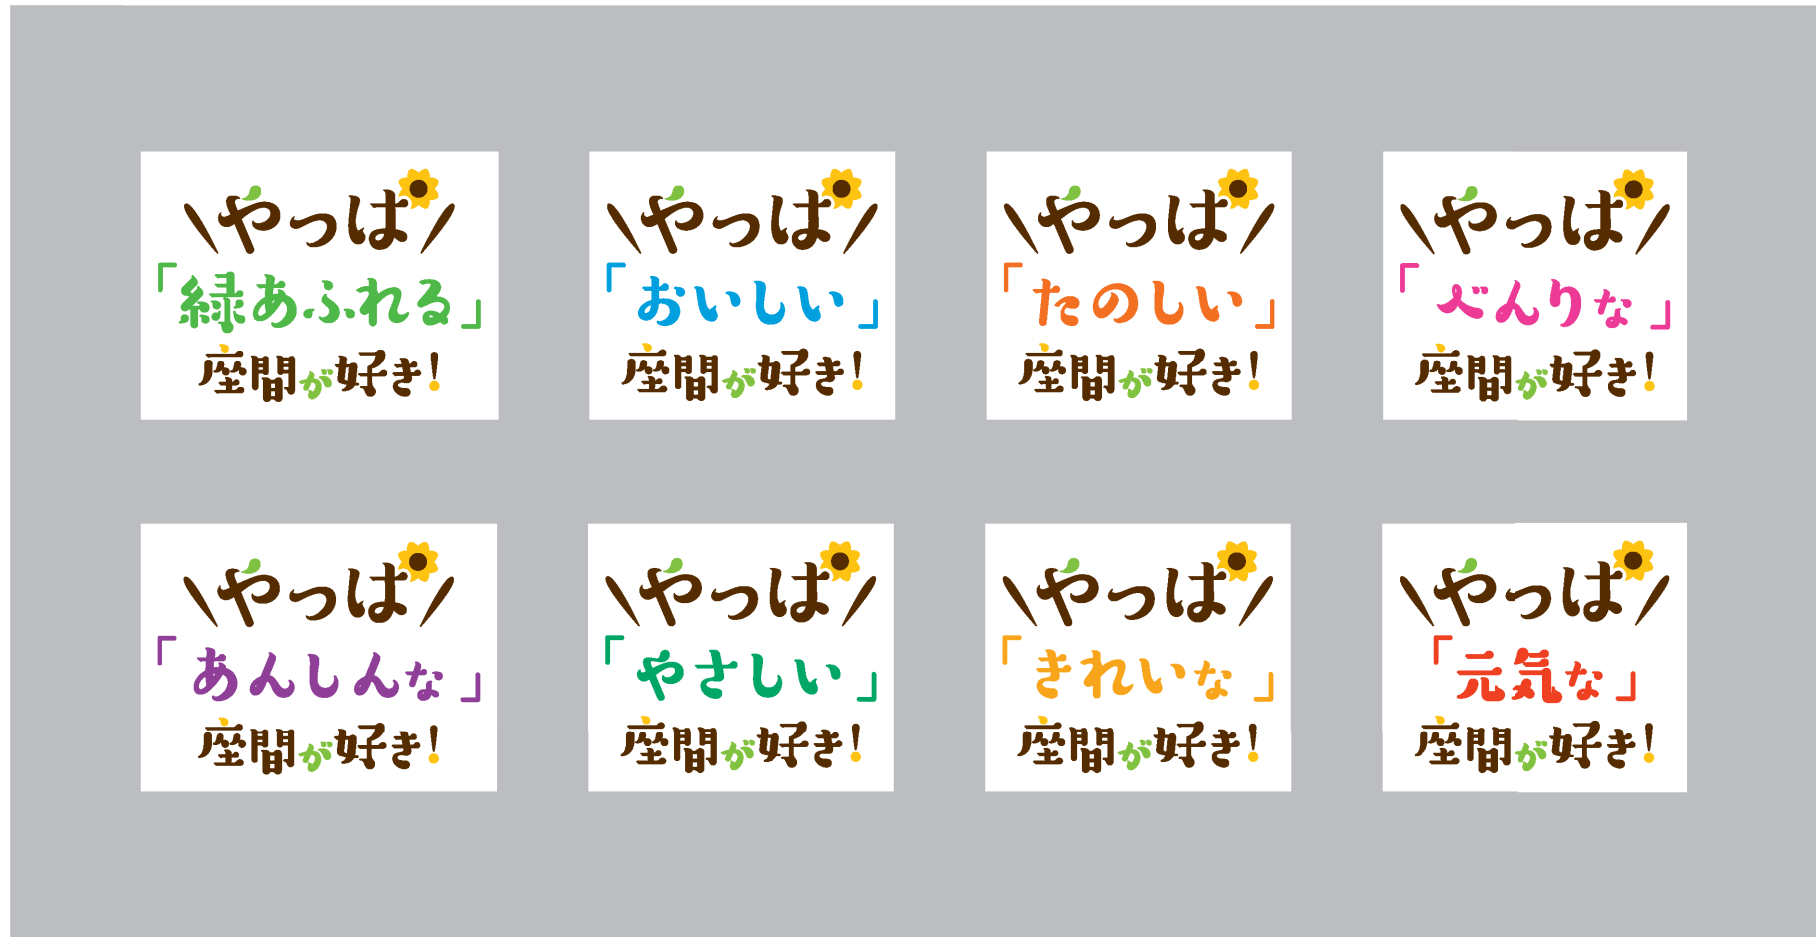 \やっぱ/
「緑あふれる」
座間が好き!
\やっぱ/
「おいしい」
座間が好き!
\やっぱ/
「たのしい」
座間が好き!
\やっぱ/
「べんりな」
座間が好き!
\やっぱ/
「あんしんな」
座間が好き!
\やっぱ/
「やさしい」
座間が好き!
\やっぱ/
「きれいな」
座間が好き!
\やっぱ/
「元気な」
座間が好き!